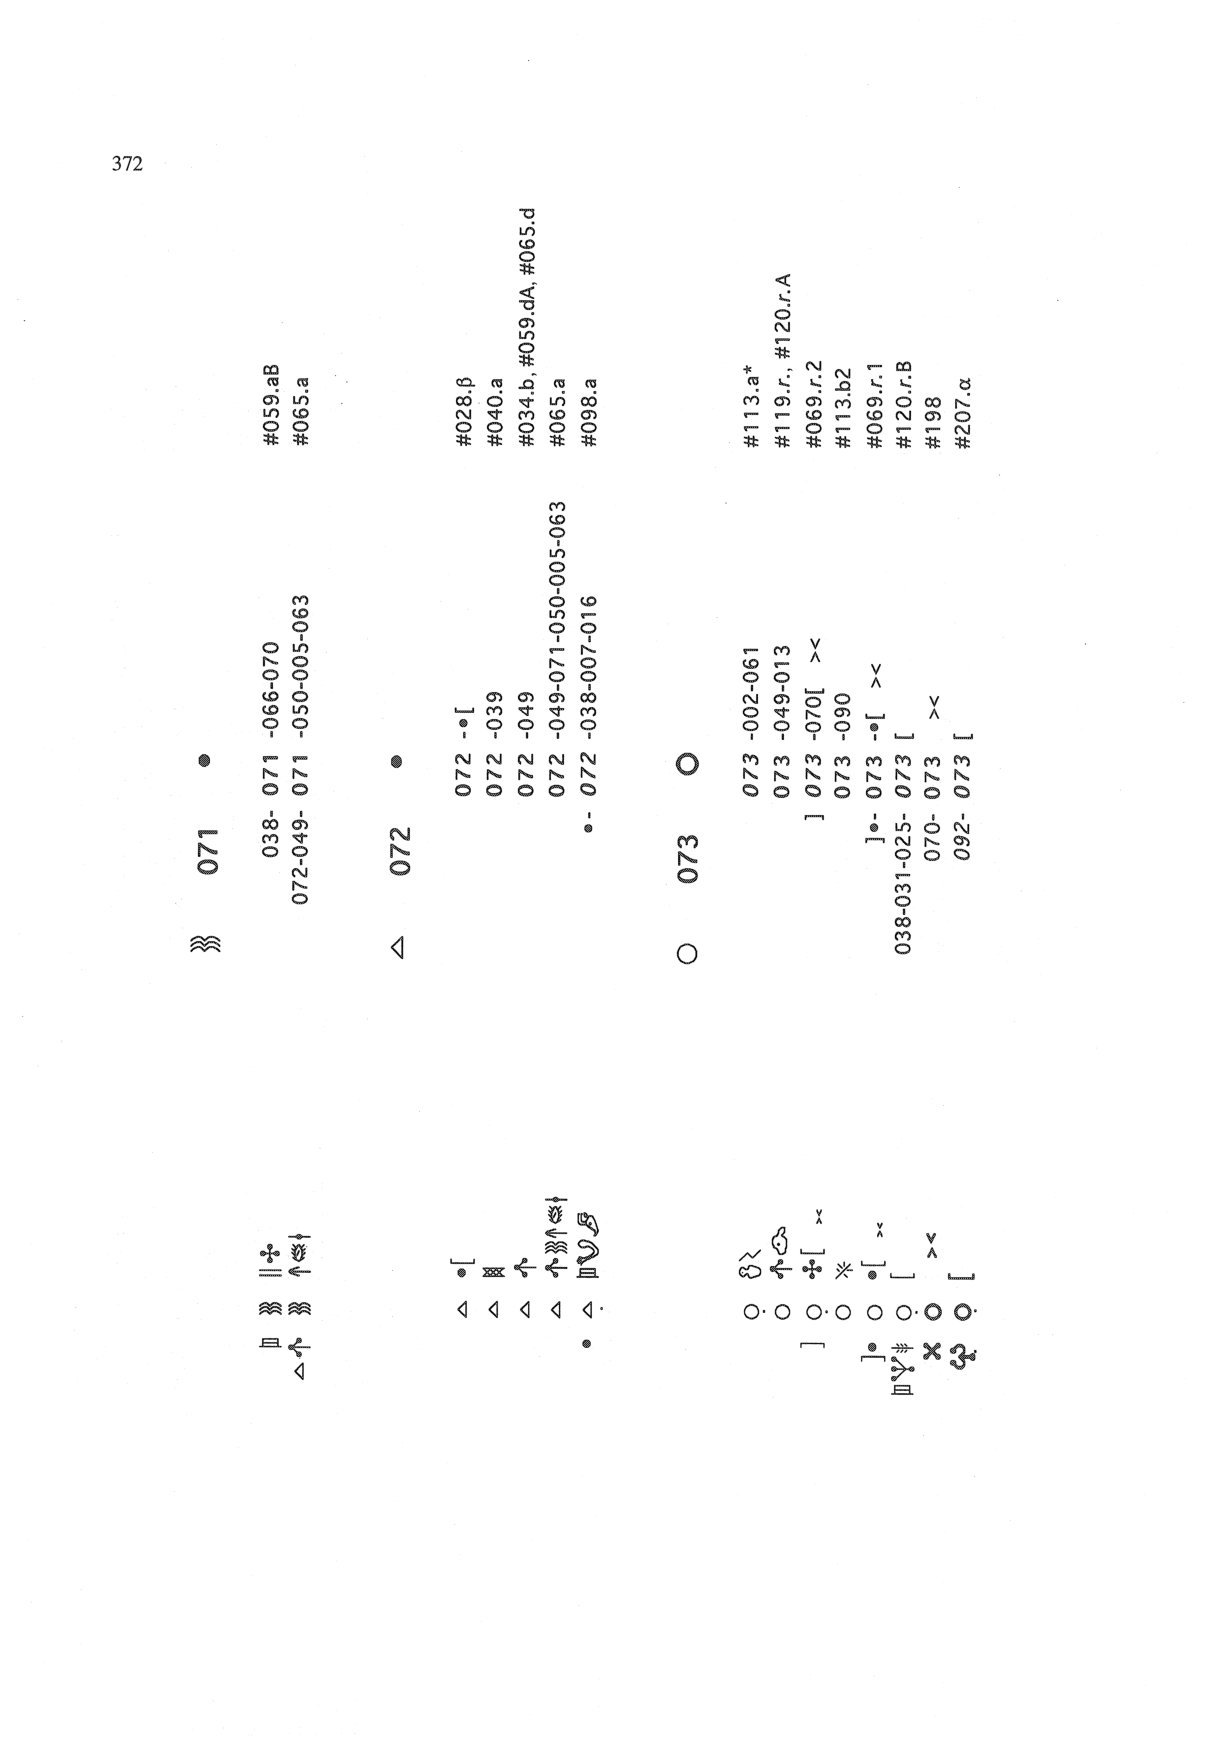 372
071 •
038- 071 -066-070 #059.aB
072-049- 071 -050-005-063 #065.a
072 •
072 -•[ #028.β
072 -039 #040.a
072 -049 #034.b, #059.dA, #065.d
072 -049-071-050-005-063 #065.a
•- 072 -038-007-016 #098.a
073 O
073 -002-061 #113.a*
073 -049-013 #119.r., #120.r.A
] 073 -070[ >< #069.r.2
073 -090 #113.b2
]•- 073 -•[ >< #069.r.1
038-031-025- 073 [ #120.r.B
070- 073 >< #198
092- 073 [ #207.α